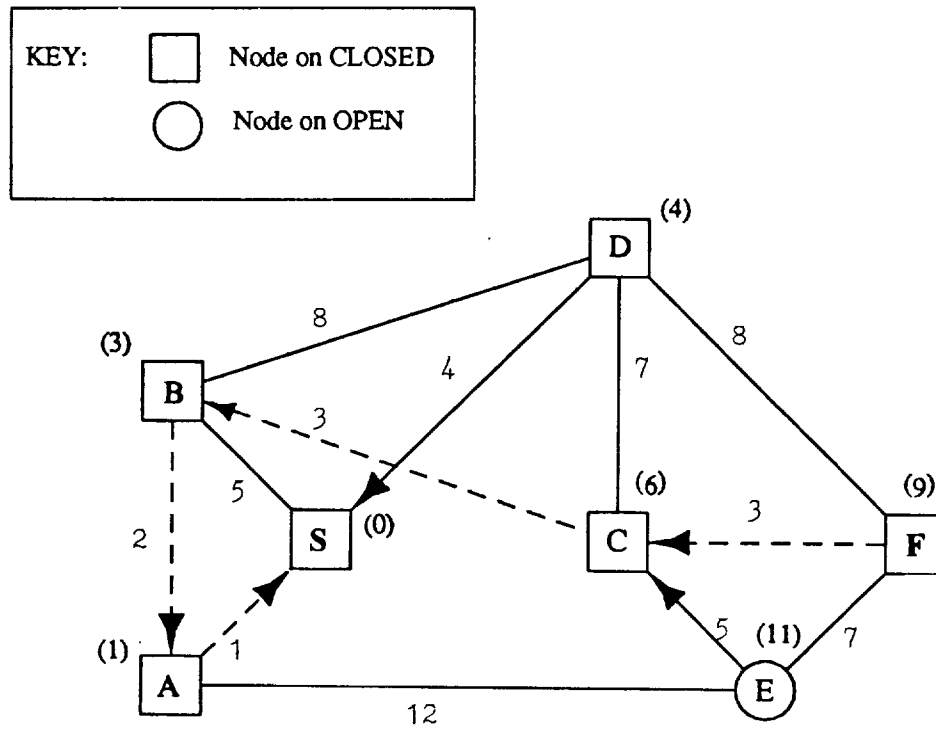 KEY: Node on CLOSED
Node on OPEN
D (4)
8
8
(3)
4
7
B
3
5
(6)
(9)
S (0)
C
3
F
2
(1)
1
5
(11)
7
A
E
12